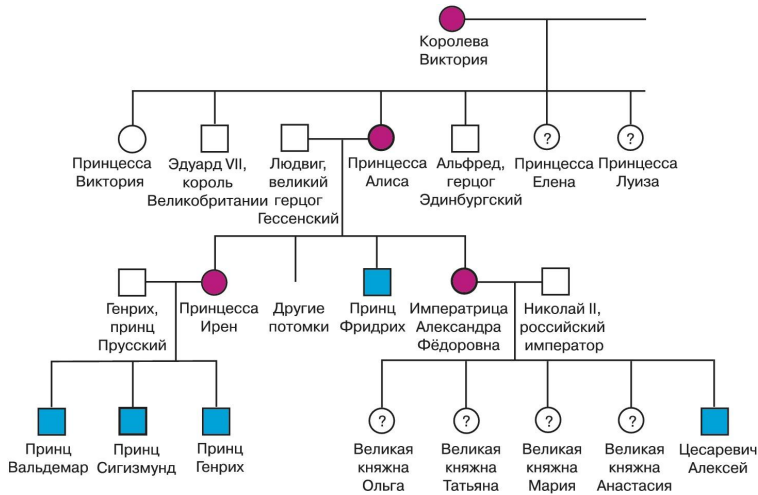 Королева
Виктория
?
?
Принцесса
Виктория
Эдуард VII,
король
Великобритании
Людвиг,
великий
герцог
Гессенский
Принцесса
Алиса
Альфред,
герцог
Эдинбургский
Принцесса
Елена
Принцесса
Луиза
Генрих,
принц
Прусский
Принцесса
Ирен
Другие
потомки
Принц
Фридрих
Императрица
Александра
Фёдоровна
Николай II,
российский
император
?
?
?
?
Принц
Вальдемар
Принц
Сигизмунд
Принц
Генрих
Великая
княжна
Ольга
Великая
княжна
Татьяна
Великая
княжна
Мария
Великая
княжна
Анастасия
Цесаревич
Алексей